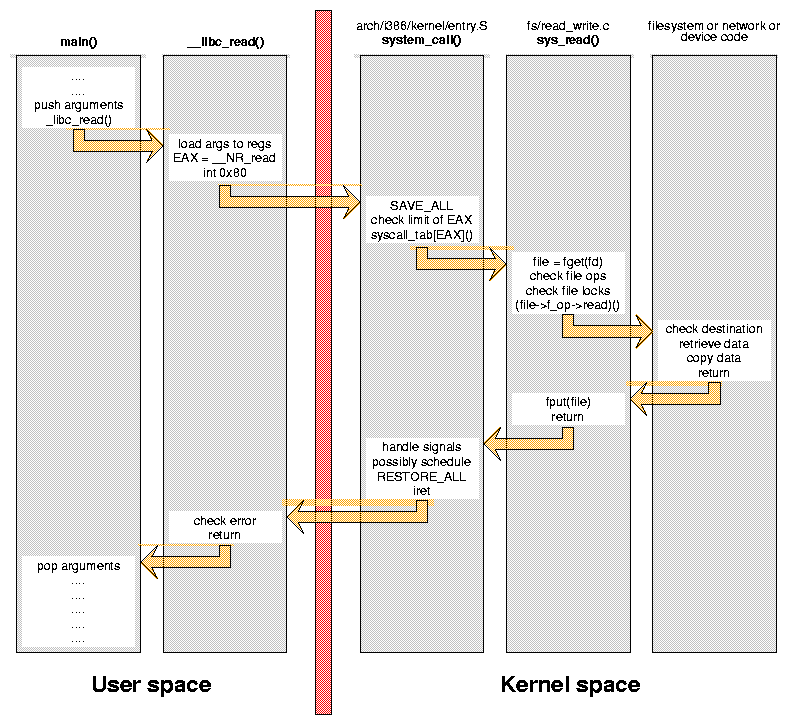 main()
__libc_read()
arch/i386/kernel/entry.S
system_call()
fs/read_write.c
sys_read()
filesystem or network or
device code
....
....
push arguments
_libc_read()
load args to regs
EAX = __NR_read
int 0x80
SAVE_ALL
check limit of EAX
syscall_tab[EAX]()
file = fget(fd)
check file ops
check file locks
(file->f_op->read)()
check destination
retrieve data
copy data
return
fput(file)
return
handle signals
possibly schedule
RESTORE_ALL
iret
check error
return
pop arguments
....
....
....
....
....
User space
Kernel space